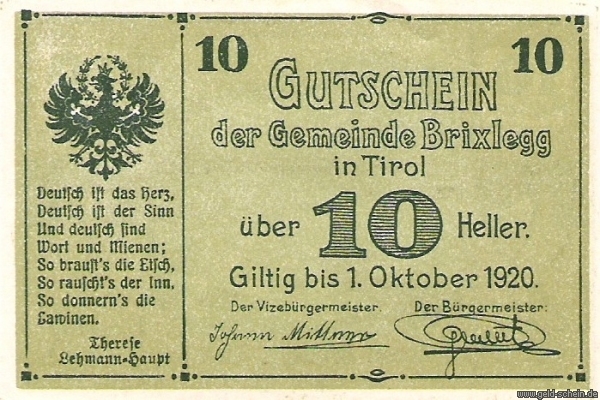 10
10
GUTSCHEIN
der Gemeinde Brixlegg
in Tirol
über 10 Heller.
Giltig bis 1. Oktober 1920.
Der Vizebürgermeister.
Der Bürgermeister:
Johann Mittner
Deutsch ist das Herz,
Deutsch ist der Sinn
Und deutsch sind
Wort und Mienen;
So braust's die Etsch,
So rauscht's der Inn,
So donnern's die
Lawinen.
Therese
Lehmann-Haupt
www.geld-schein.de